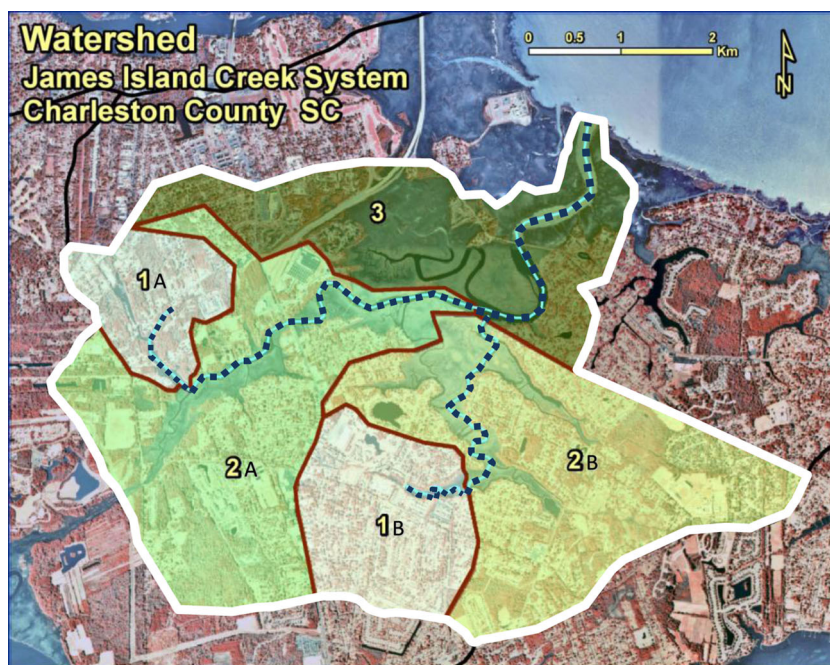 Watershed
James Island Creek System
Charleston County SC
0 0.5 1 2
Km
N
3
1A
2A
2B
1B